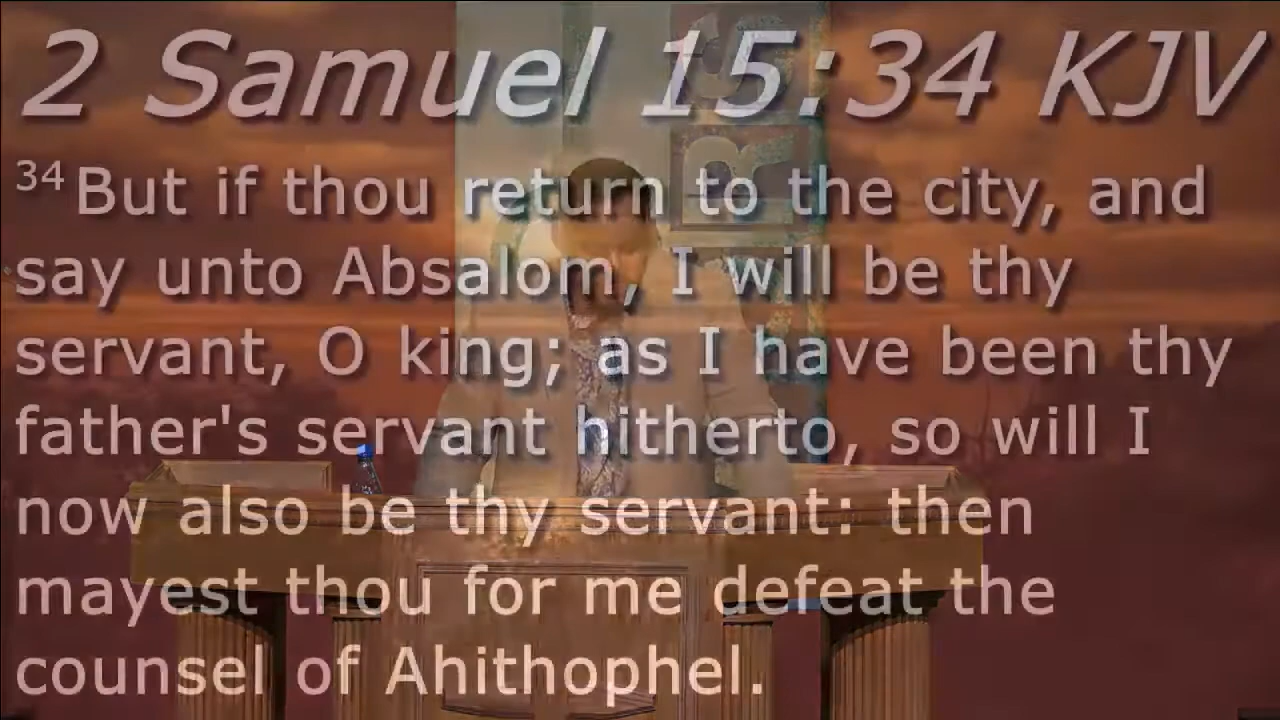 2 Samuel 15:34 KJV
34 But if thou return to the city, and
say unto Absalom, I will be thy
servant, O king; as I have been thy
father's servant hitherto, so will I
now also be thy servant: then
mayest thou for me defeat the
counsel of Ahithophel.